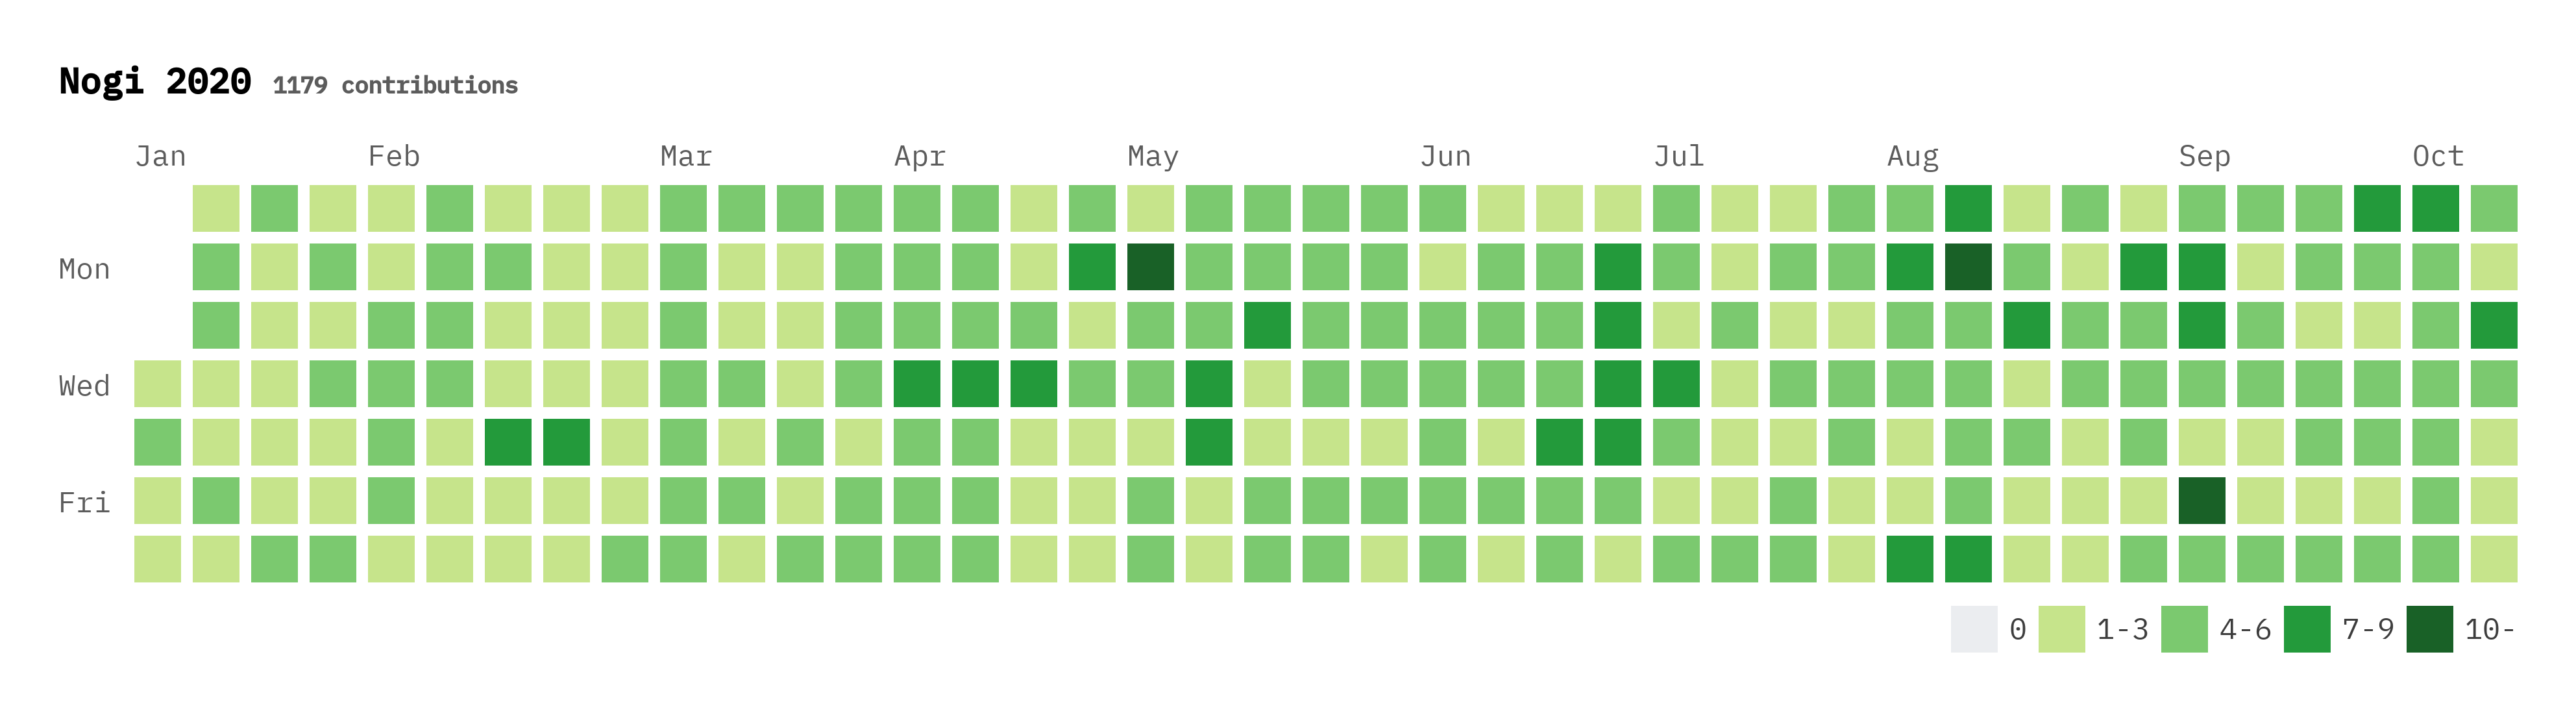 Nogi 2020 1179 contributions
Jan Feb Mar Apr May Jun Jul Aug Sep Oct
Mon
Wed
Fri
0 1-3 4-6 7-9 10-